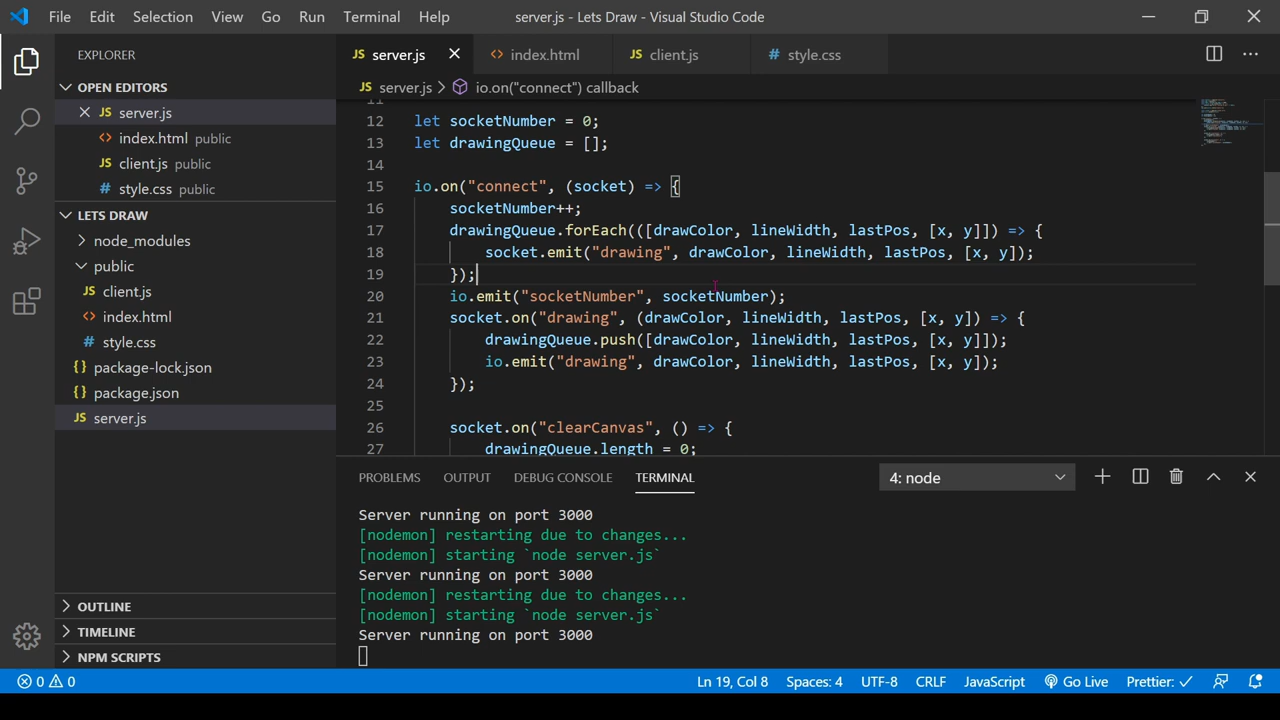 File Edit Selection View Go Run Terminal Help server.js - Lets Draw - Visual Studio Code
EXPLORER
OPEN EDITORS
server.js
index.html public
client.js public
style.css public
LETS DRAW
node_modules
public
client.js
index.html
style.css
package-lock.json
package.json
server.js
OUTLINE
TIMELINE
NPM SCRIPTS
server.js index.html client.js style.css
server.js > io.on("connect") callback
11
12 let socketNumber = 0;
13 let drawingQueue = [];
14
15 io.on("connect", (socket) => {
16 socketNumber++;
17 drawingQueue.forEach(([drawColor, lineWidth, lastPos, [x, y]]) => {
18 socket.emit("drawing", drawColor, lineWidth, lastPos, [x, y]);
19 });
20 io.emit("socketNumber", socketNumber);
21 socket.on("drawing", (drawColor, lineWidth, lastPos, [x, y]) => {
22 drawingQueue.push([drawColor, lineWidth, lastPos, [x, y]]);
23 io.emit("drawing", drawColor, lineWidth, lastPos, [x, y]);
24 });
25
26 socket.on("clearCanvas", () => {
27 drawingQueue.length = 0;
PROBLEMS OUTPUT DEBUG CONSOLE TERMINAL 4: node
Server running on port 3000
[nodemon] restarting due to changes...
[nodemon] starting `node server.js`
Server running on port 3000
[nodemon] restarting due to changes...
[nodemon] starting `node server.js`
Server running on port 3000
0 0 Ln 19, Col 8 Spaces: 4 UTF-8 CRLF JavaScript Go Live Prettier: ✓